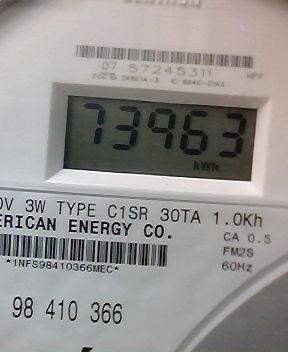 07 57245311
73963
kWh
0V 3W TYPE C1SR 30TA 1.0Kh
ERICAN ENERGY CO.
CA 0.5
FM2S
*1NFS98410366MEC*
60Hz
98 410 366